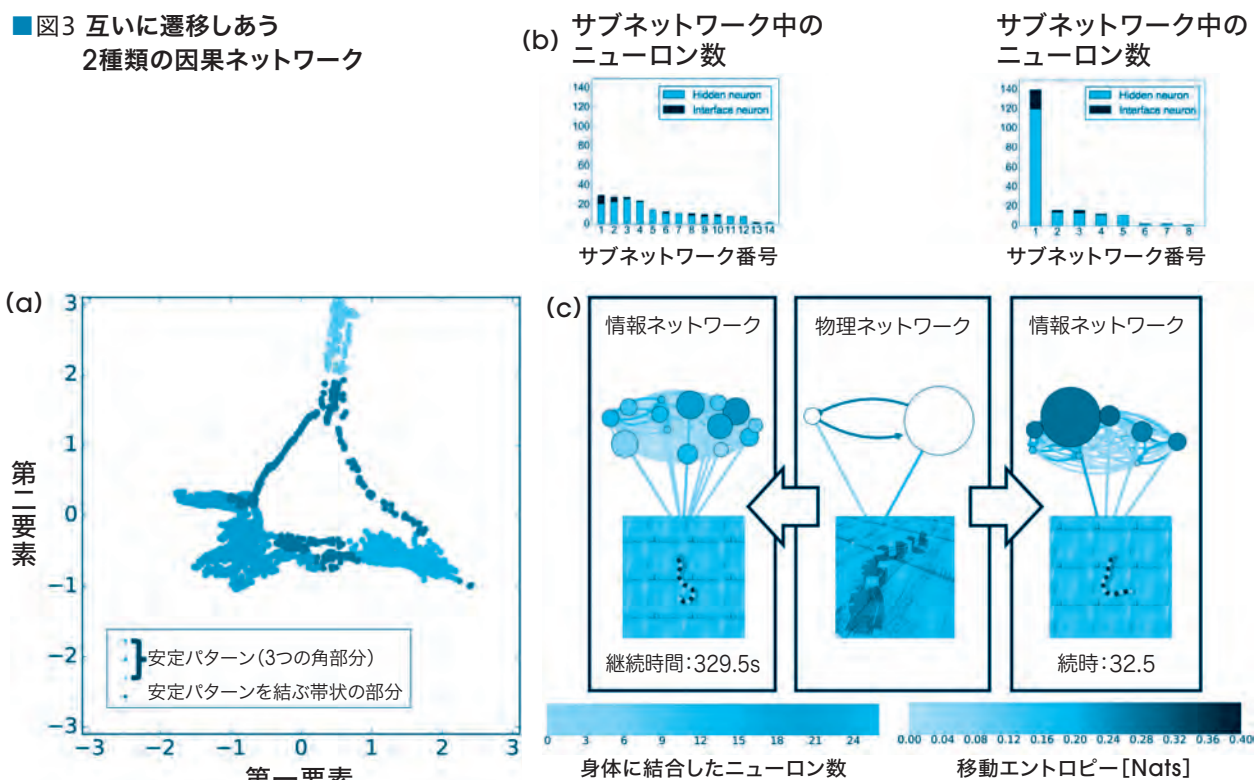 ■図3 互いに遷移しあう
2種類の因果ネットワーク
(b)
サブネットワーク中の
ニューロン数
140
120
100
80
60
40
20
0
Hidden neuron
Interface neuron
1 2 3 4 5 6 7 8 9 10 11 12 13 14
サブネットワーク番号
サブネットワーク中の
ニューロン数
140
120
100
80
60
40
20
0
Hidden neuron
Interface neuron
1 2 3 4 5 6 7 8
サブネットワーク番号
(a)
第二要素
3
2
1
0
−1
−2
−3
安定パターン(3つの角部分)
安定パターンを結ぶ帯状の部分
−3 −2 −1 0 1 2 3
第一要素
(c)
情報ネットワーク
継続時間:329.5s
物理ネットワーク
情報ネットワーク
続時:32.5
0 3 6 9 12 15 18 21 24
身体に結合したニューロン数
0.00 0.04 0.08 0.12 0.16 0.20 0.24 0.28 0.32 0.36 0.400
移動エントロピー[Nats]